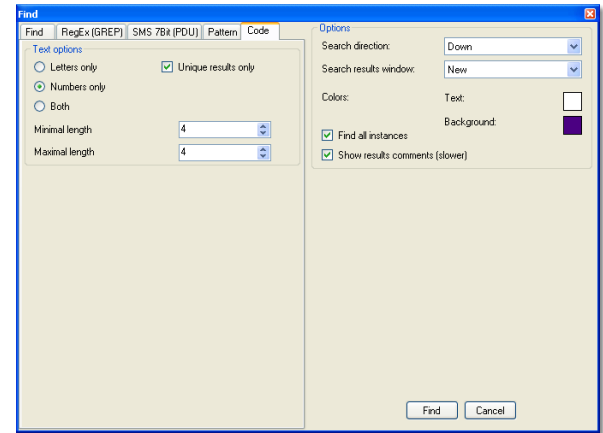 Find
Find RegEx (GREP) SMS 7Bit (PDU) Pattern Code
Text options
Letters only Unique results only
Numbers only
Both
Minimal length 4
Maximal length 4
Options
Search direction: Down
Search results window: New
Colors: Text:
Background:
Find all instances
Show results comments (slower)
Find Cancel